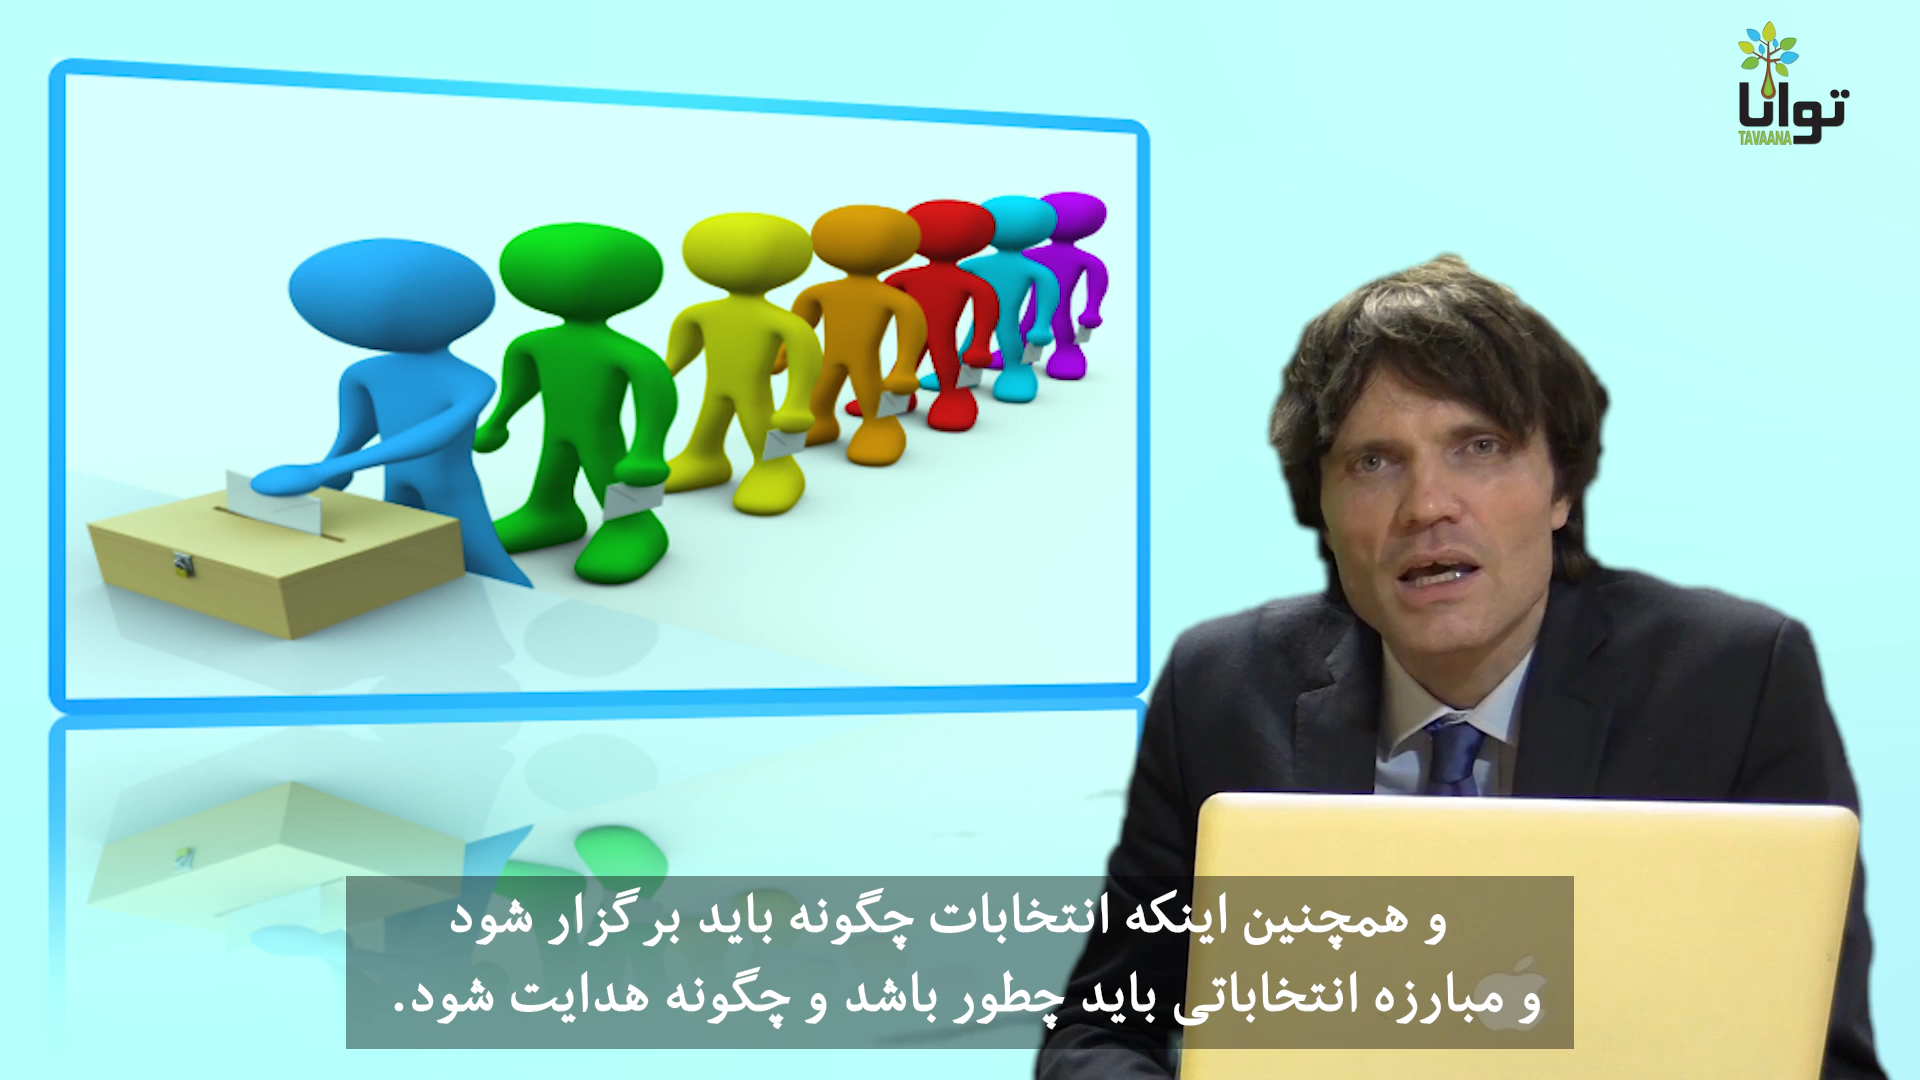 توانا
TAVAANA
و همچنین اینکه انتخابات چگونه باید برگزار شود
و مبارزه انتخاباتی باید چطور باشد و چگونه هدایت شود.